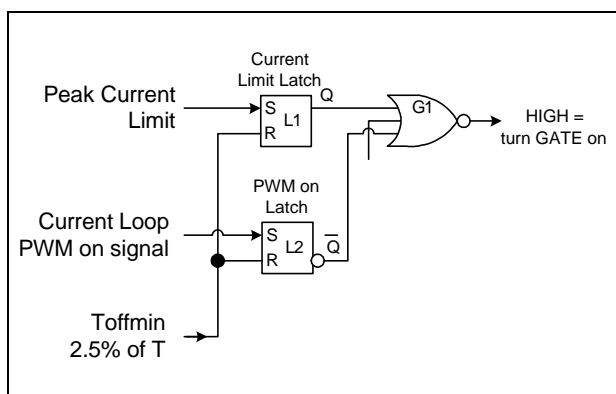 Current
Limit Latch
Peak Current
Limit
S
R
L1
Q
G1
HIGH =
turn GATE on
PWM on
Latch
Current Loop
PWM on signal
S
R
L2
Q
Toffmin
2.5% of T